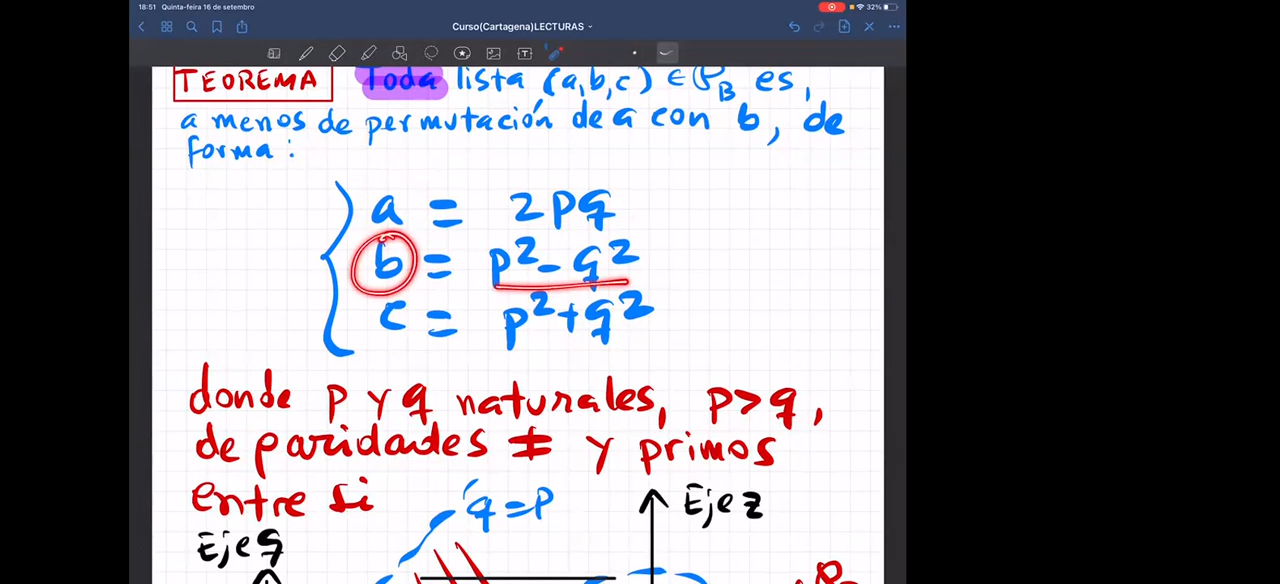 18:51 Quinta-feira 16 de setembro
32%
Curso(Cartagena)LECTURAS
TEOREMA Toda lista (a,b,c) ∈ P_B es,
a menos de permutación de a con b, de
forma:
a = 2pq
b = p² - q²
c = p² + q²
donde p y q naturales, p>q,
de paridades ≠ y primos
entre si
q = p
Eje z
Eje q